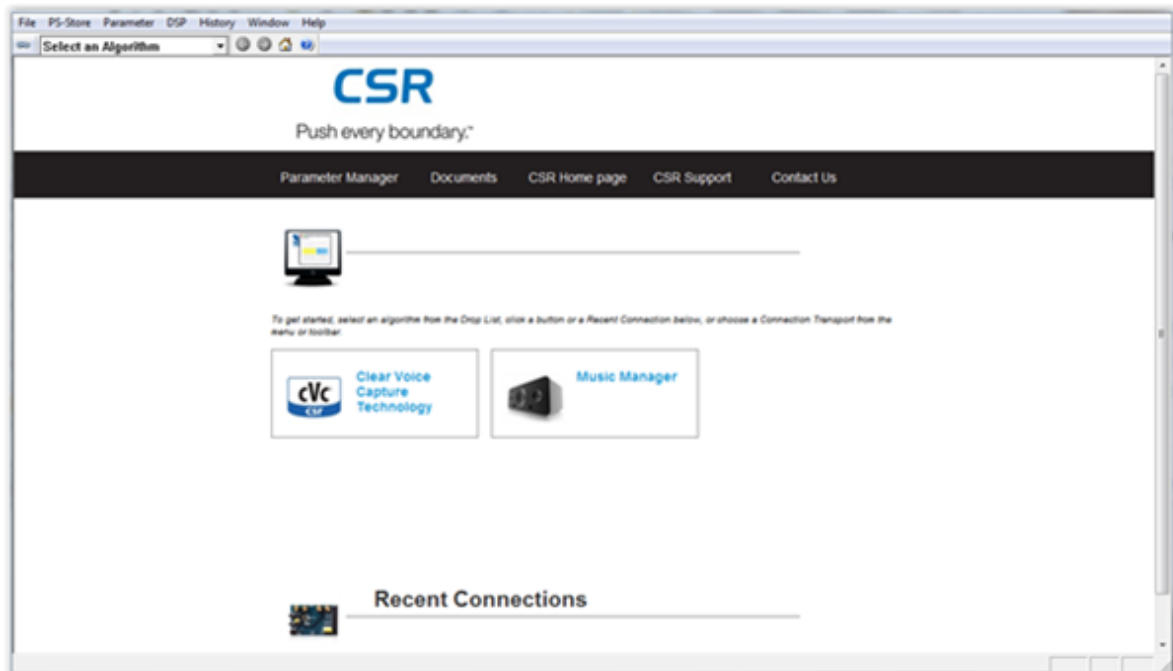 File PS-Store Parameter DSP History Window Help
Select an Algorithm
CSR
Push every boundary.™
Parameter Manager Documents CSR Home page CSR Support Contact Us
To get started, select an algorithm from the Drop List, click a button or a Recent Connection below, or choose a Connection Transport from the
menu or toolbar.
cVc
CSR
Clear Voice
Capture
Technology
Music Manager
Recent Connections